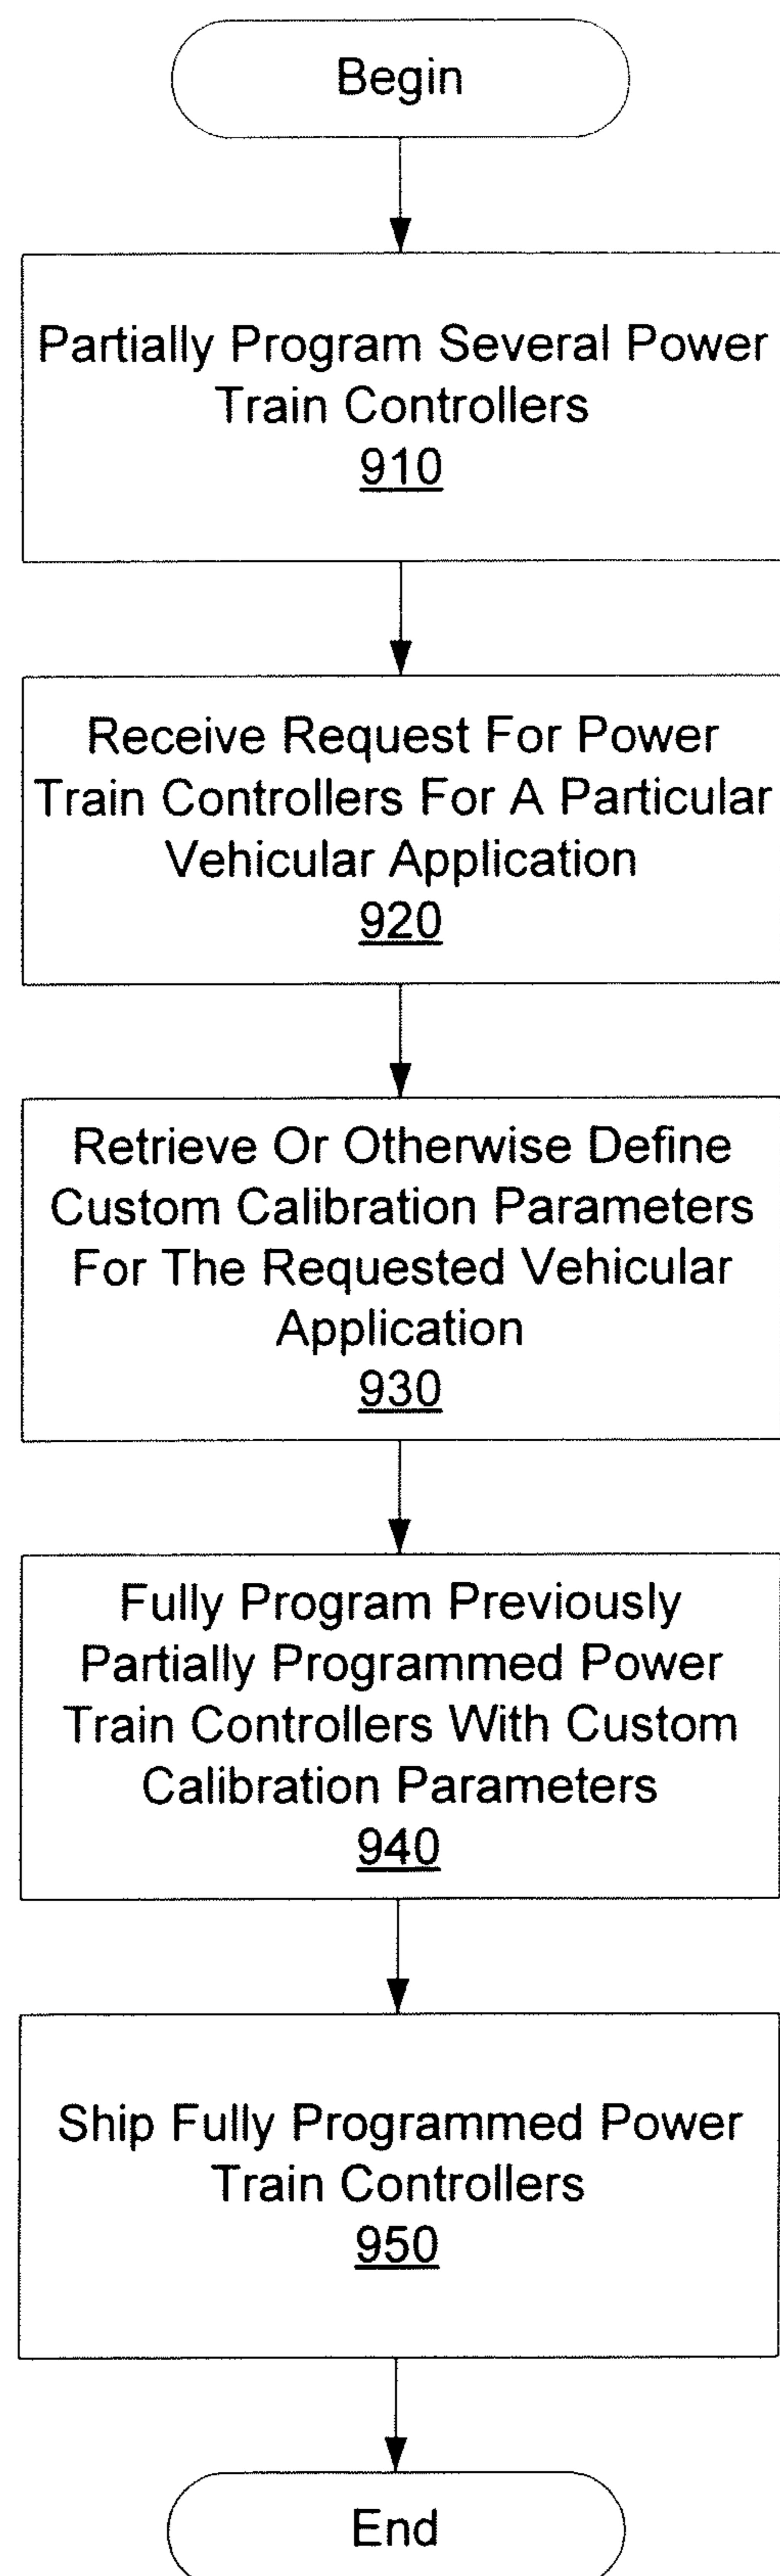 Begin
Partially Program Several Power
Train Controllers
910
Receive Request For Power
Train Controllers For A Particular
Vehicular Application
920
Retrieve Or Otherwise Define
Custom Calibration Parameters
For The Requested Vehicular
Application
930
Fully Program Previously
Partially Programmed Power
Train Controllers With Custom
Calibration Parameters
940
Ship Fully Programmed Power
Train Controllers
950
End